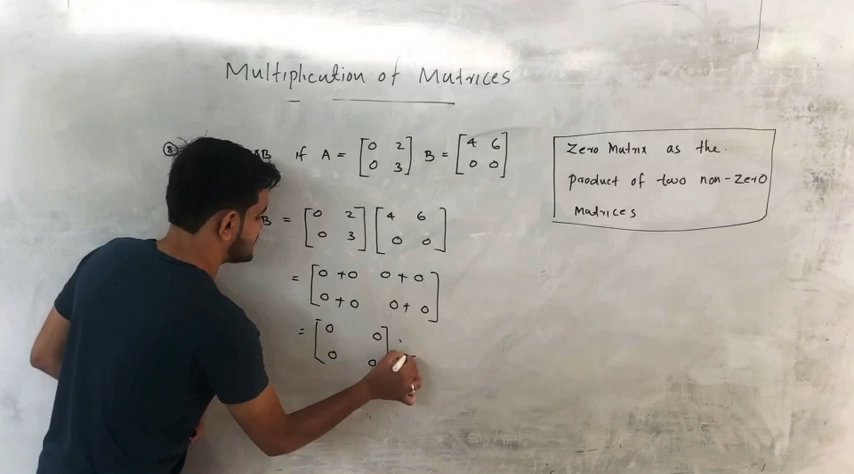 Multiplication of Matrices
⑧ AB If A = [0 2 0 3] B = [4 6 0 0]
B = [0 2 0 3] [4 6 0 0]
= [0+0 0+0 0+0 0+0]
= [0 0 0 0]
Zero Matrix as the
product of two non-zero
Matrices